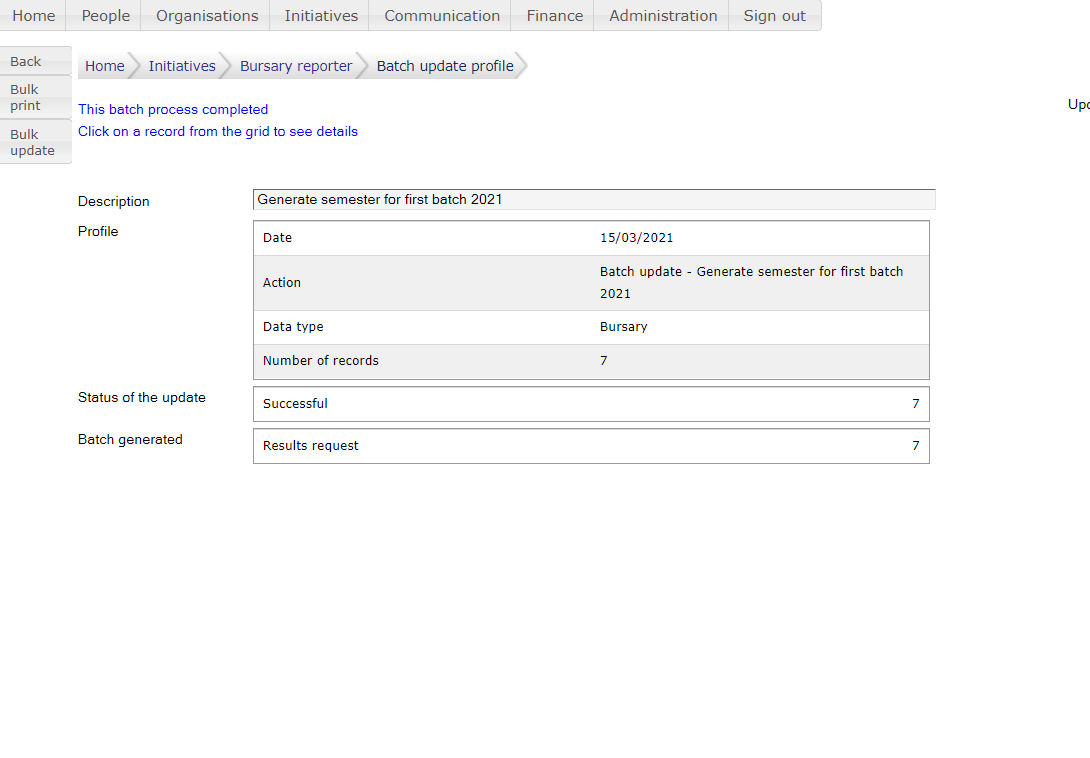 Home People Organisations Initiatives Communication Finance Administration Sign out
Back
Bulk
print
Bulk
update
Home Initiatives Bursary reporter Batch update profile
This batch process completed
Click on a record from the grid to see details
Description Generate semester for first batch 2021
Profile
Date 15/03/2021
Action Batch update - Generate semester for first batch
2021
Data type Bursary
Number of records 7
Status of the update Successful 7
Batch generated Results request 7